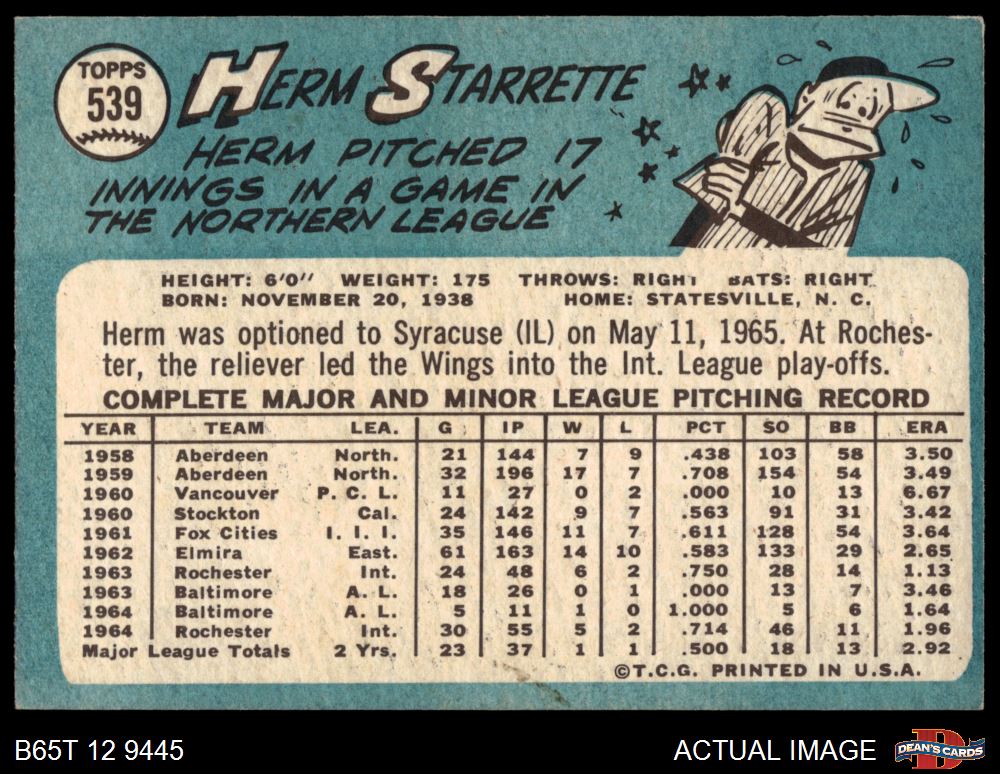 TOPPS
539
HERM STARRETTE
HERM PITCHED 17
INNINGS IN A GAME IN
THE NORTHERN LEAGUE
HEIGHT: 6'0" WEIGHT: 175 THROWS: RIGHT BATS: RIGHT
BORN: NOVEMBER 20, 1938 HOME: STATESVILLE, N. C.
Herm was optioned to Syracuse (IL) on May 11, 1965. At Roches-
ter, the reliever led the Wings into the Int. League play-offs.
COMPLETE MAJOR AND MINOR LEAGUE PITCHING RECORD
YEAR TEAM LEA. G IP W L PCT SO BB ERA
1958 Aberdeen North. 21 144 7 9 .438 103 58 3.50
1959 Aberdeen North. 32 196 17 7 .708 154 54 3.49
1960 Vancouver P. C. L. 11 27 0 2 .000 10 13 6.67
1960 Stockton Cal. 24 142 9 7 .563 91 31 3.42
1961 Fox Cities I. I. I. 35 146 11 7 .611 128 54 3.64
1962 Elmira East. 61 163 14 10 .583 133 29 2.65
1963 Rochester Int. 24 48 6 2 .750 28 14 1.13
1963 Baltimore A. L. 18 26 0 1 .000 13 7 3.46
1964 Baltimore A. L. 5 11 1 0 1.000 5 6 1.64
1964 Rochester Int. 30 55 5 2 .714 46 11 1.96
Major League Totals 2 Yrs. 23 37 1 1 .500 18 13 2.92
©T.C.G. PRINTED IN U.S.A.
B65T 12 9445
ACTUAL IMAGE
D
DEAN'S CARDS